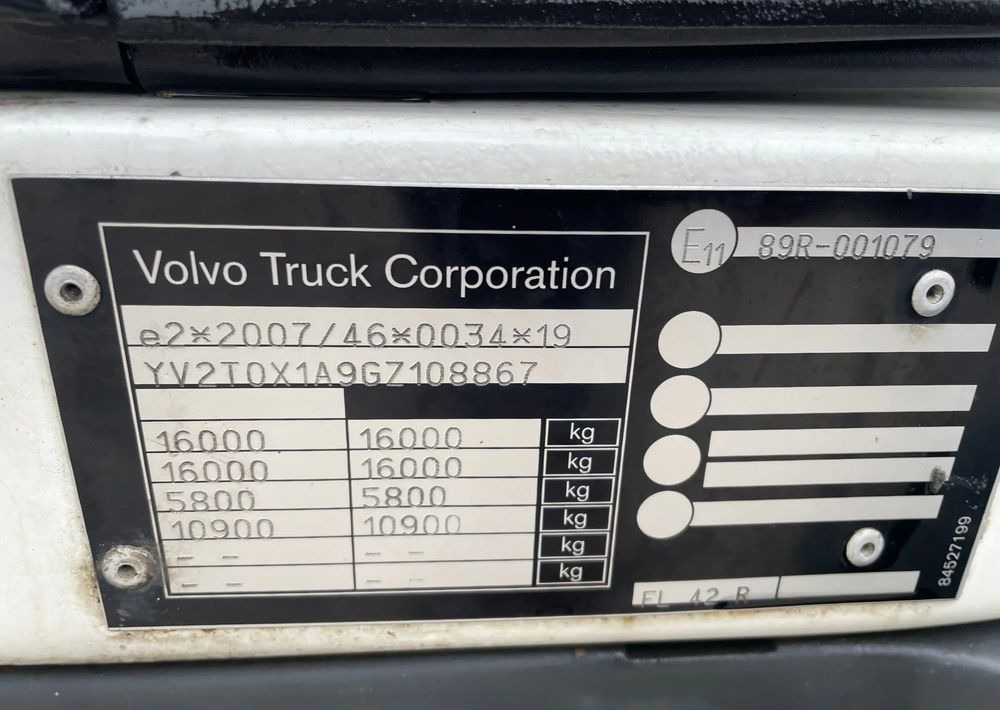 Volvo Truck Corporation
e2*2007/46*0034*19
YV2T0X1A9GZ108867
16000 16000 kg
16000 16000 kg
5800 5800 kg
10900 10900 kg
- - - - kg
- - - - kg
E11 89R-001079
FL 42 R
84527199